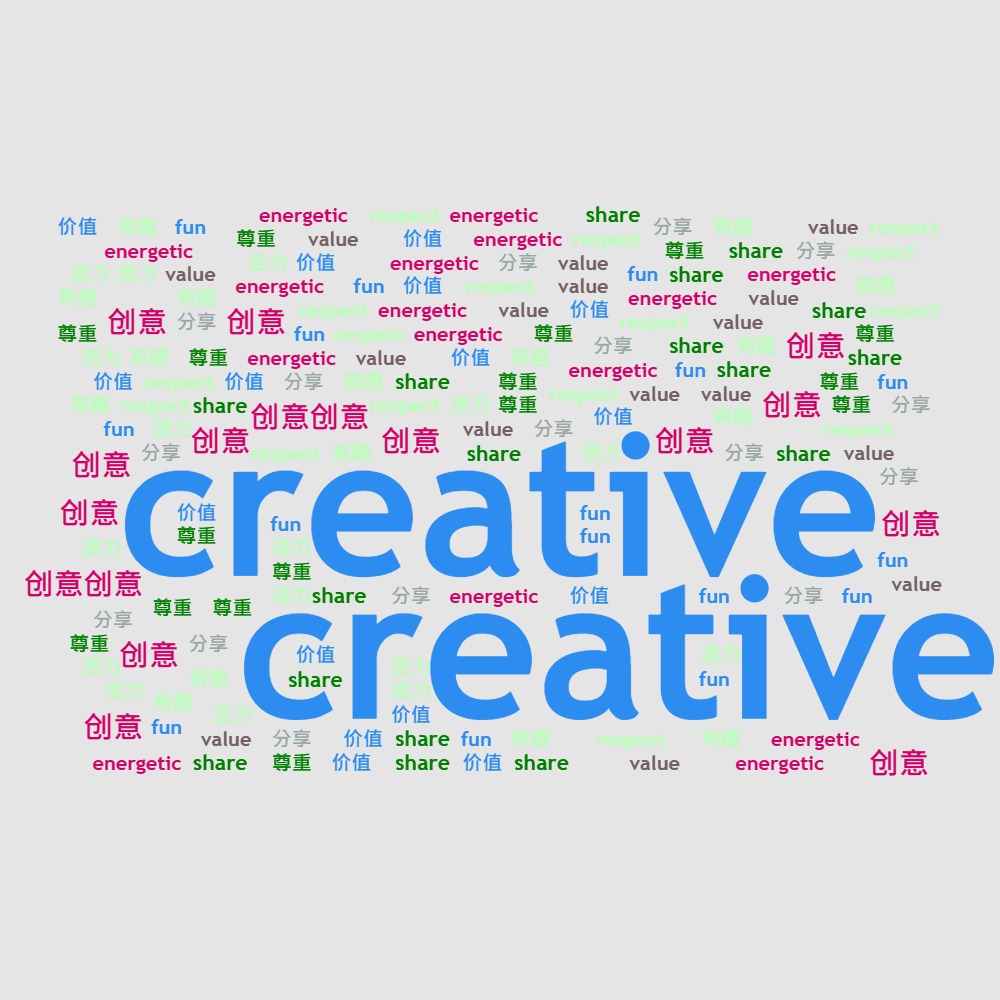 energetic respect energetic share
价值 有趣 fun 分享 有趣 value respect
尊重 value 价值 energetic respect
energetic 尊重 share 分享 respect
活力 价值 energetic 分享 value
活力 活力 value fun share energetic
energetic fun 价值 respect value 有趣
有趣 有趣 energetic value
respect energetic value 价值 share respect
创意 分享 创意 respect value
尊重 fun respect energetic 尊重 尊重
分享 share 有趣 创意
活力 有趣 尊重 energetic value 价值 有趣 share
energetic fun share
价值 respect 价值 分享 有趣 share 尊重 尊重 fun
respect value value
有趣 respect share respect 活力 尊重 创意 尊重 分享
创意 创意 价值 有趣
fun 活力 value 分享 respect
创意 创意 创意
分享 respect 有趣 share 活力 分享 share value
创意 分享
creative
创意 价值 fun
fun 创意
尊重 fun
活力 活力 fun
尊重
创意 创意 value
活力 share 分享 energetic 价值 fun 分享 fun
尊重 尊重
分享
creative
尊重 分享
创意 价值 活力
活力 活力
有趣 share fun
活力 活力
有趣
活力 价值
创意 fun
value 分享 价值 share fun 有趣 respect 有趣 energetic
energetic share 尊重 价值 share 价值 share value energetic 创意